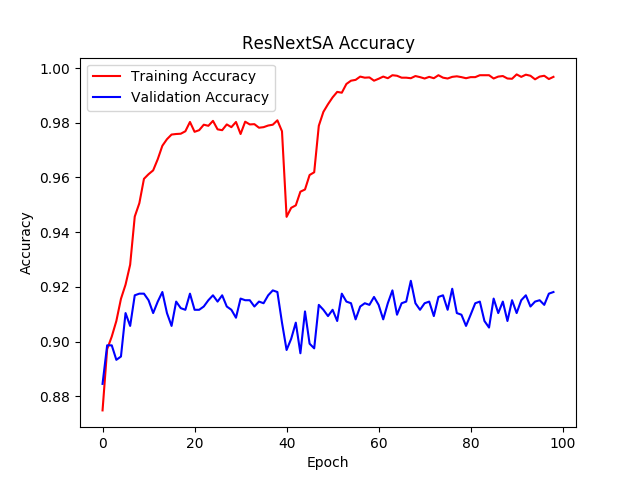 ResNextSA Accuracy
Training Accuracy
Validation Accuracy
1.00
0.98
0.96
0.94
0.92
0.90
0.88
Accuracy
0 20 40 60 80 100
Epoch